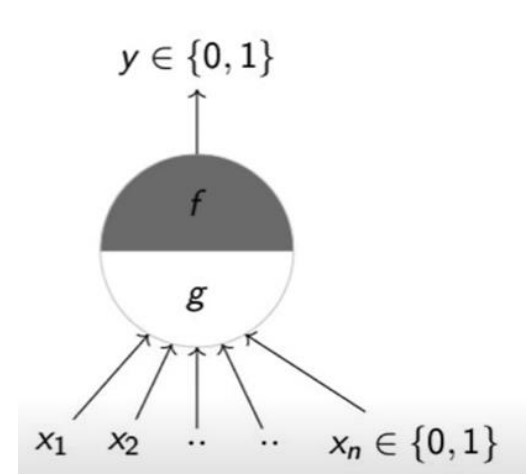 y ∈ {0, 1}
f
g
x₁ x₂ .. .. xₙ ∈ {0, 1}